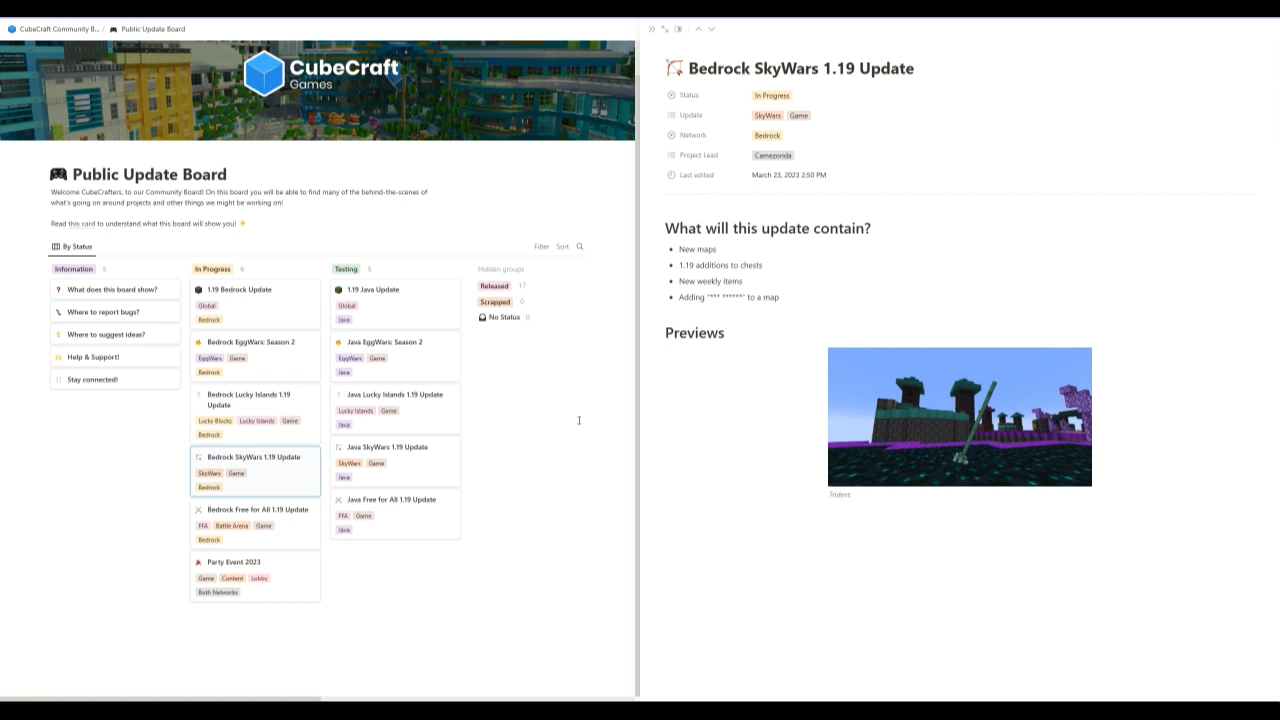 CubeCraft Community B... / Public Update Board
CubeCraft
Games
Public Update Board
Welcome CubeCrafters, to our Community Board! On this board you will be able to find many of the behind-the-scenes of
what's going on around projects and other things we might be working on!
Read this card to understand what this board will show you!
By Status
Filter Sort
Information 5
What does this board show?
Where to report bugs?
Where to suggest ideas?
Help & Support!
Stay connected!
In Progress 6
1.19 Bedrock Update
Global
Bedrock
Bedrock EggWars: Season 2
EggWars Game
Bedrock
Bedrock Lucky Islands 1.19
Update
Lucky Blocks Lucky Islands Game
Bedrock
Bedrock SkyWars 1.19 Update
SkyWars Game
Bedrock
Bedrock Free for All 1.19 Update
FFA Battle Arena Game
Bedrock
Party Event 2023
Game Content Lobby
Both Networks
Testing 5
1.19 Java Update
Global
Java
Java EggWars: Season 2
EggWars Game
Java
Java Lucky Islands 1.19 Update
Lucky Islands Game
Java
Java SkyWars 1.19 Update
SkyWars Game
Java
Java Free for All 1.19 Update
FFA Game
Java
Hidden groups
Released 17
Scrapped 0
No Status 0
Bedrock SkyWars 1.19 Update
Status In Progress
Update SkyWars Game
Network Bedrock
Project Lead Camezonda
Last edited March 23, 2023 2:50 PM
What will this update contain?
• New maps
• 1.19 additions to chests
• New weekly items
• Adding "*** ******" to a map
Previews
Trident